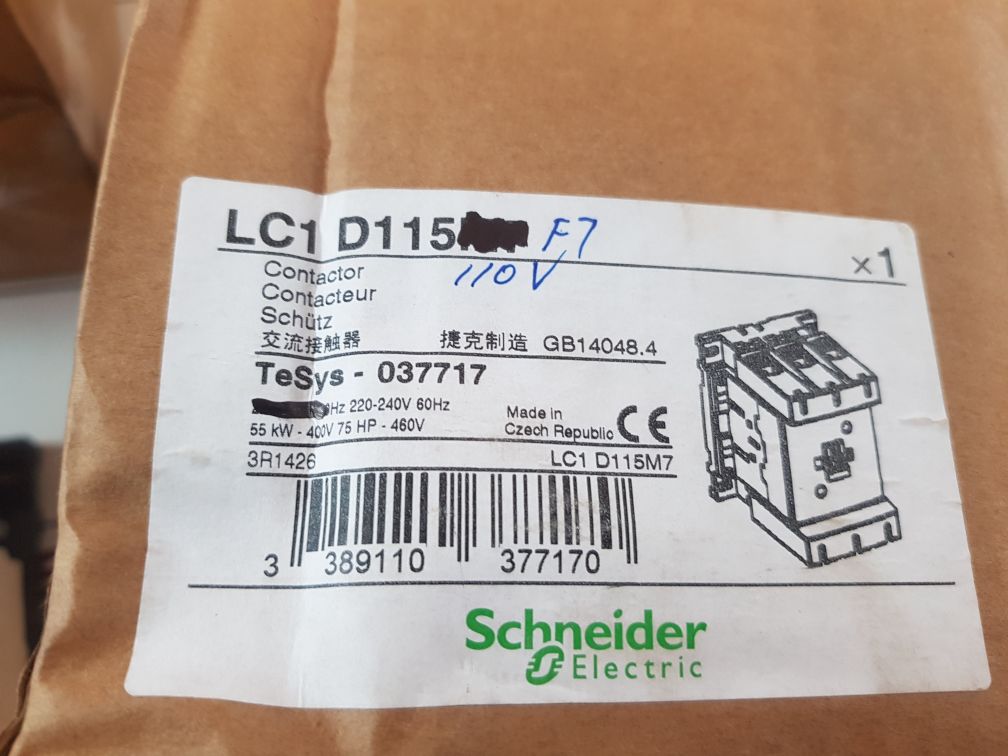 LC1 D115 F7
110V
x1
Contactor
Contacteur
Schütz
交流接触器 捷克制造 GB14048.4
TeSys - 037717
Hz 220-240V 60Hz
55 kW - 400V 75 HP - 460V
Made in
Czech Republic CE
3R1426 LC1 D115M7
3 389110 377170
Schneider
Electric